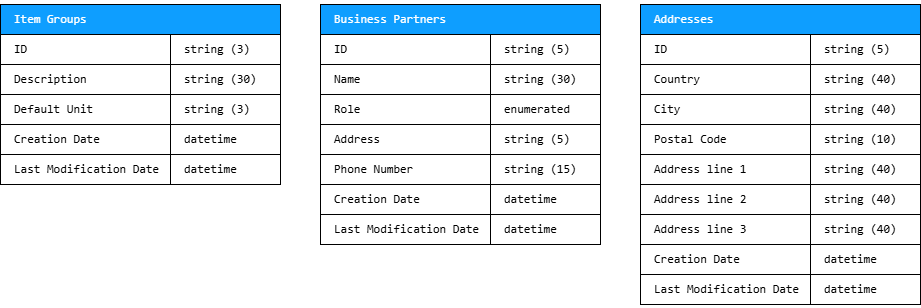 Item Groups
ID string (3)
Description string (30)
Default Unit string (3)
Creation Date datetime
Last Modification Date datetime
Business Partners
ID string (5)
Name string (30)
Role enumerated
Address string (5)
Phone Number string (15)
Creation Date datetime
Last Modification Date datetime
Addresses
ID string (5)
Country string (40)
City string (40)
Postal Code string (10)
Address line 1 string (40)
Address line 2 string (40)
Address line 3 string (40)
Creation Date datetime
Last Modification Date datetime